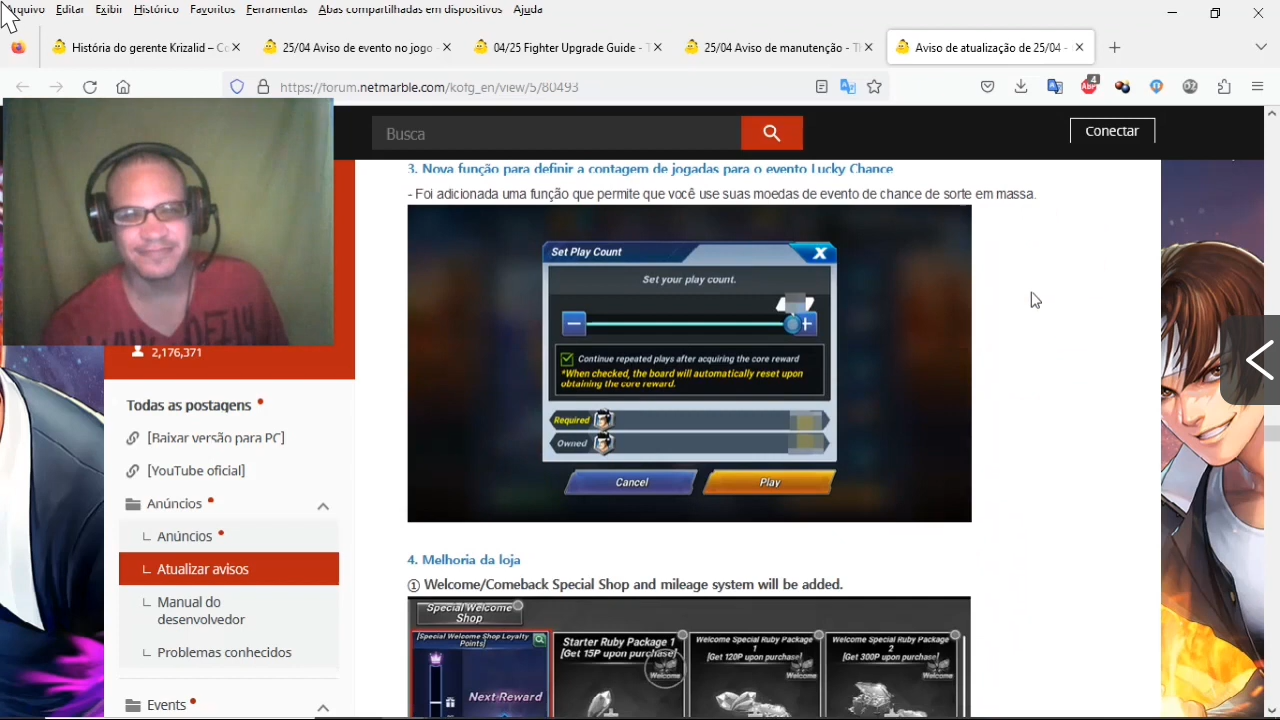 Arquivo Editar Exibir Histórico Favoritos Ferramentas Abas compartilhadas do dispositivo Ajuda
História do gerente Krizalid – Co
25/04 Aviso de evento no jogo -
04/25 Fighter Upgrade Guide - T
25/04 Aviso de manutenção - Tl
Aviso de atualização de 25/04 -
https://forum.netmarble.com/kofg_en/view/5/80493
4
Busca
Conectar
3. Nova função para definir a contagem de jogadas para o evento Lucky Chance
- Foi adicionada uma função que permite que você use suas moedas de evento de chance de sorte em massa.
Set Play Count
X
Set your play count.
Continue repeated plays after acquiring the core reward
*When checked, the board will automatically reset upon
obtaining the core reward.
Required
Owned
Cancel
Play
2,176,371
Todas as postagens
[Baixar versão para PC]
[YouTube oficial]
Anúncios
Anúncios
Atualizar avisos
Manual do
desenvolvedor
Problemas conhecidos
Events
4. Melhoria da loja
① Welcome/Comeback Special Shop and mileage system will be added.
Special Welcome
Shop
[Special Welcome Shop Loyalty
Points]
Next Reward
Starter Ruby Package 1
[Get 15P upon purchase]
Welcome
Welcome Special Ruby Package
1
[Get 120P upon purchase]
Welcome
Welcome Special Ruby Package
2
[Get 300P upon purchase]
Welcome